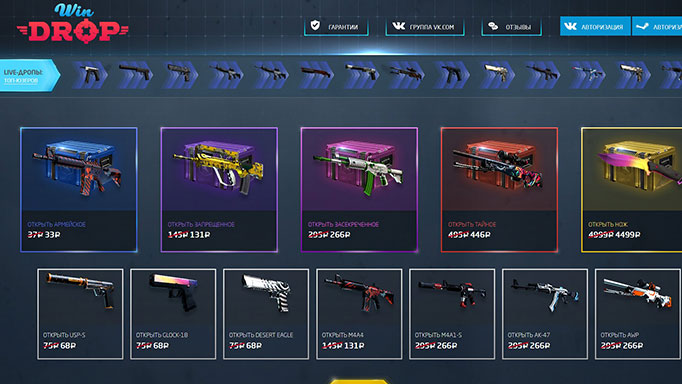 Win
DROP
ГАРАНТИИ
ГРУППА VK.COM
ОТЗЫВЫ
АВТОРИЗАЦИЯ
АВТОРИЗА
LIVE-ДРОПЫ:
ТОП-ЮЗЕРОВ
ОТКРЫТЬ АРМЕЙСКОЕ
37₽ 33₽
ОТКРЫТЬ ЗАПРЕЩЕННОЕ
145₽ 131₽
ОТКРЫТЬ ЗАСЕКРЕЧЕННОЕ
295₽ 266₽
ОТКРЫТЬ ТАЙНОЕ
495₽ 446₽
ОТКРЫТЬ НОЖ
4999₽ 4499₽
ОТКРЫТЬ USP-S
75₽ 68₽
ОТКРЫТЬ GLOCK-18
75₽ 68₽
ОТКРЫТЬ DESERT EAGLE
75₽ 68₽
ОТКРЫТЬ M4A4
145₽ 131₽
ОТКРЫТЬ M4A1-S
295₽ 266₽
ОТКРЫТЬ AK-47
295₽ 266₽
ОТКРЫТЬ AWP
295₽ 266₽